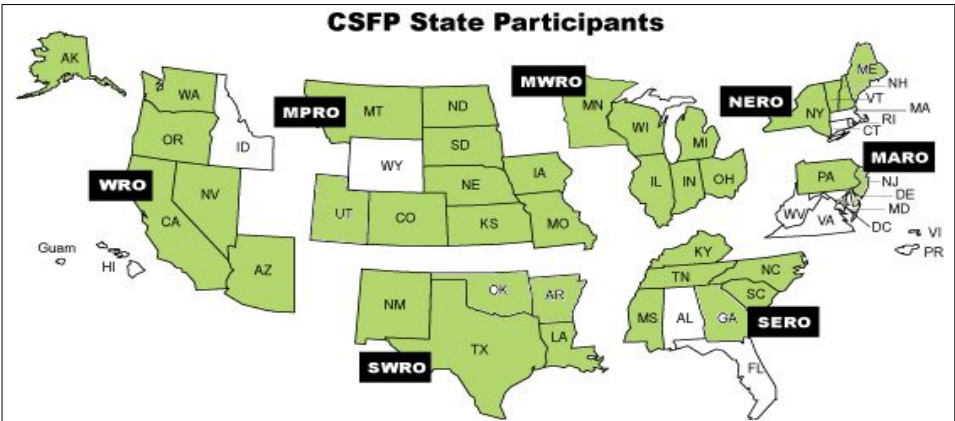 CSFP State Participants
AK
WA
OR
ID
WRO
NV
CA
AZ
Guam
HI
MPRO
MT
ND
SD
WY
NE
IA
UT
CO
KS
MO
MWRO
MN
WI
MI
IL
IN
OH
NERO
ME
NH
VT
NY
MA
RI
CT
MARO
PA
NJ
DE
MD
WV
VA
DC
VI
PR
KY
TN
NC
SC
MS
AL
GA
SERO
FL
NM
OK
AR
TX
LA
SWRO